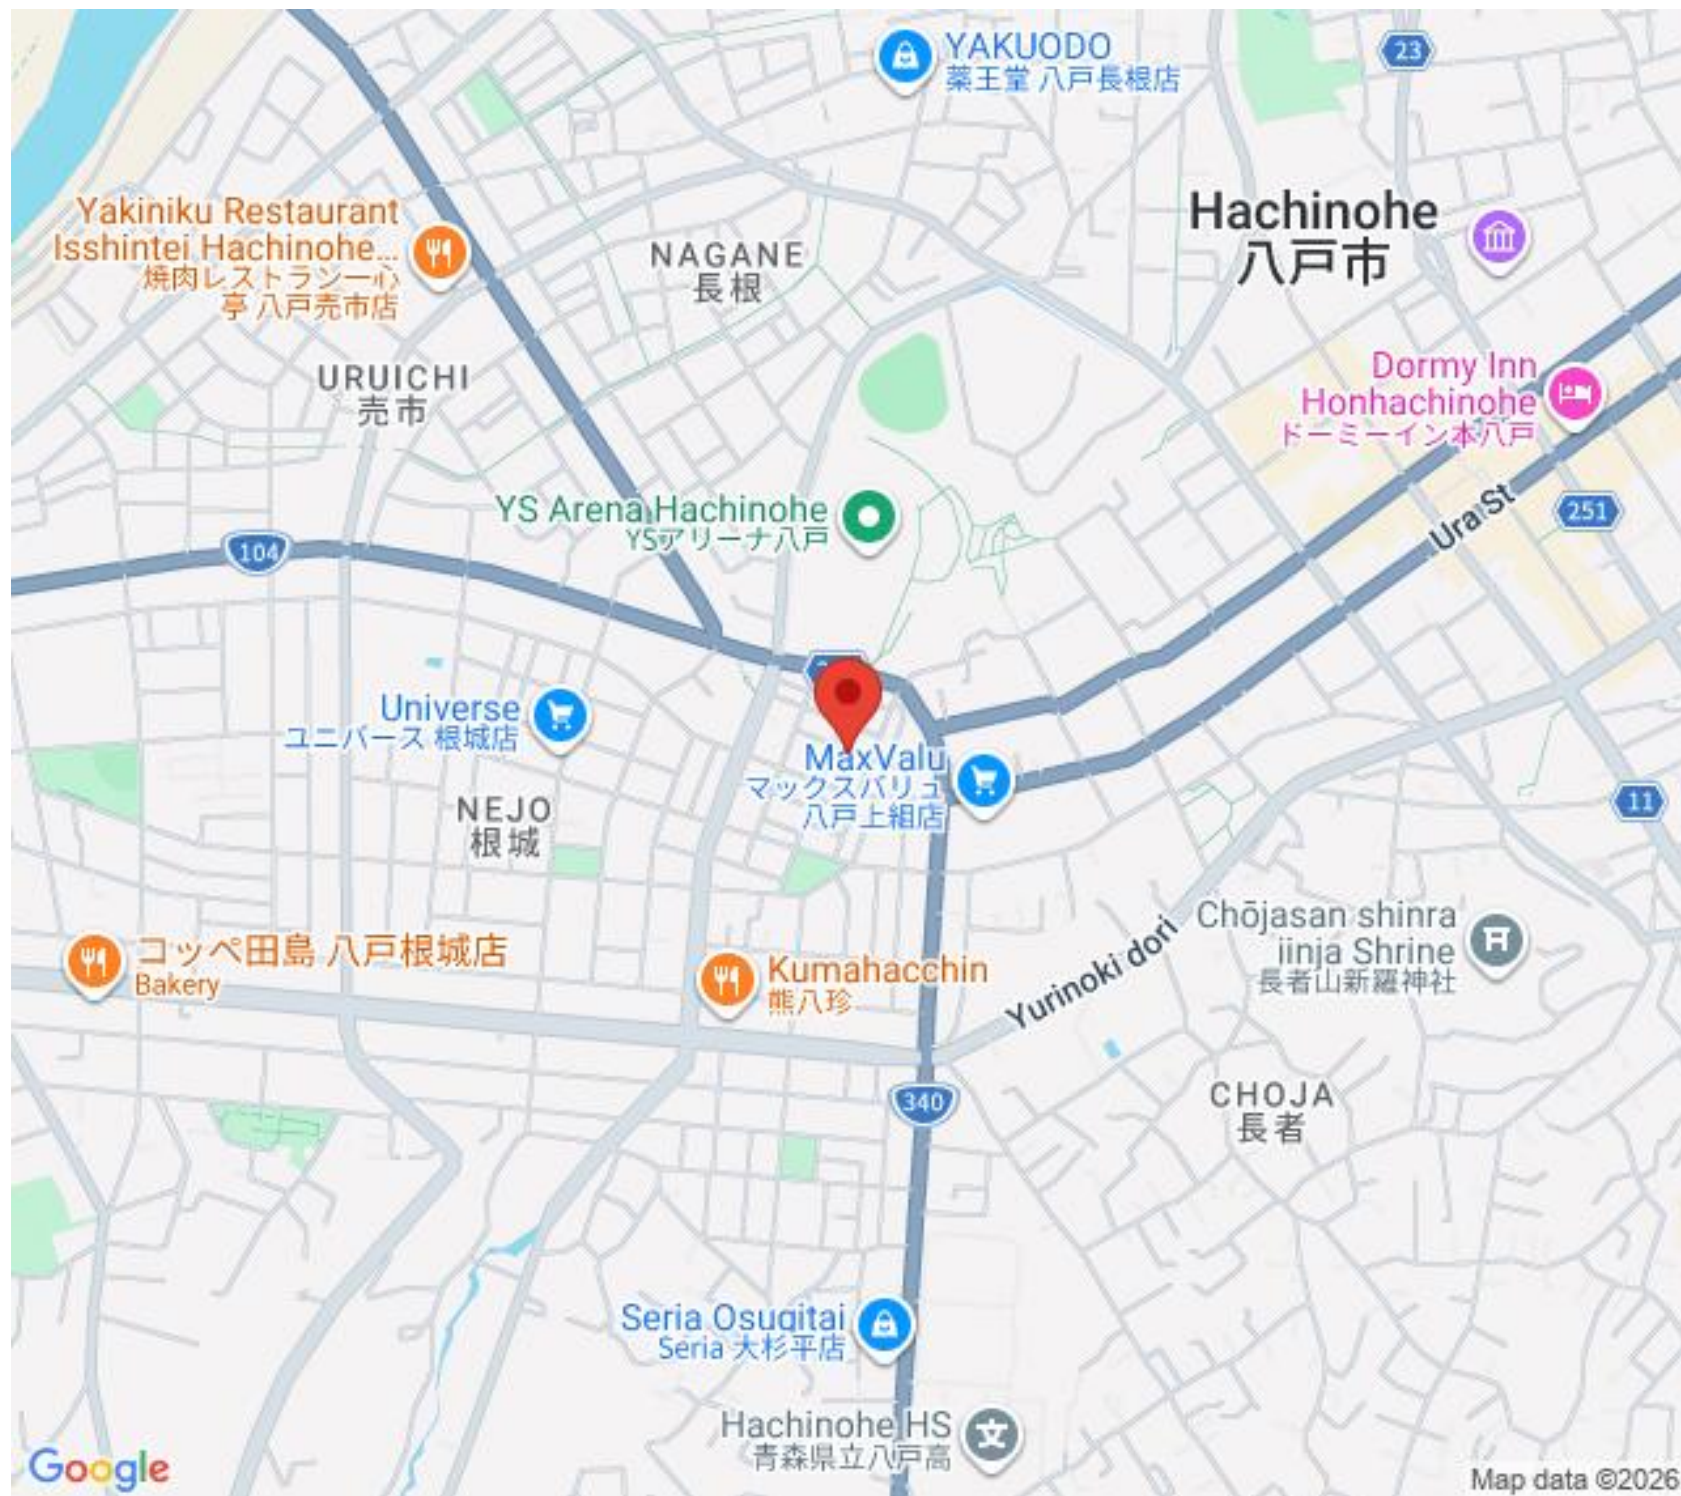 YAKUODO
薬王堂 八戸長根店
23
Yakiniku Restaurant
Isshintei Hachinohe...
焼肉レストラン一心
亭 八戸売市店
NAGANE
長根
Hachinohe
八戸市
URUICHI
売市
Dormy Inn
Honhachinohe
ドーミーイン本八戸
YS Arena Hachinohe
YSアリーナ八戸
Ura St
251
104
Universe
ユニバース 根城店
MaxValu
マックスバリュ
八戸上組店
NEJO
根城
11
コッペ田島 八戸根城店
Bakery
Kumahacchin
熊八珍
Yurinoki dori
Chōjasan shinra
jinja Shrine
長者山新羅神社
340
CHOJA
長者
Seria Osugitai
Seria 大杉平店
Hachinohe HS
青森県立八戸高
Google
Map data ©2026